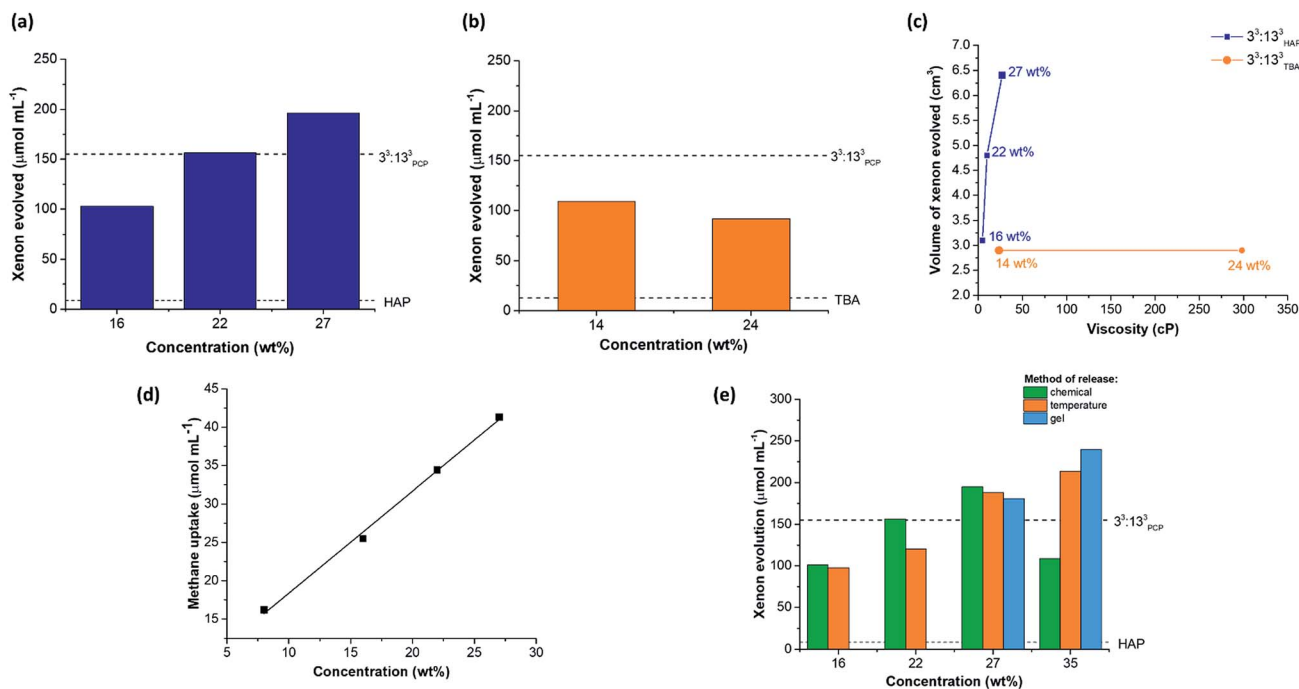 (a)
250
200
150
100
50
0
Xenon evolved (μmol mL⁻¹)
3³:13³PCP
HAP
16 22 27
Concentration (wt%)
(b)
250
200
150
100
50
0
Xenon evolved (μmol mL⁻¹)
3³:13³PCP
TBA
14 24
Concentration (wt%)
(c)
3³:13³HAP
3³:13³TBA
7.0
6.5
6.0
5.5
5.0
4.5
4.0
3.5
3.0
2.5
2.0
Volume of xenon evolved (cm³)
27 wt%
22 wt%
16 wt%
14 wt%
24 wt%
0 50 100 150 200 250 300 350
Viscosity (cP)
(d)
45
40
35
30
25
20
15
Methane uptake (μmol mL⁻¹)
5 10 15 20 25 30
Concentration (wt%)
(e)
Method of release:
chemical
temperature
gel
300
250
200
150
100
50
0
Xenon evolution (μmol mL⁻¹)
3³:13³PCP
HAP
16 22 27 35
Concentration (wt%)